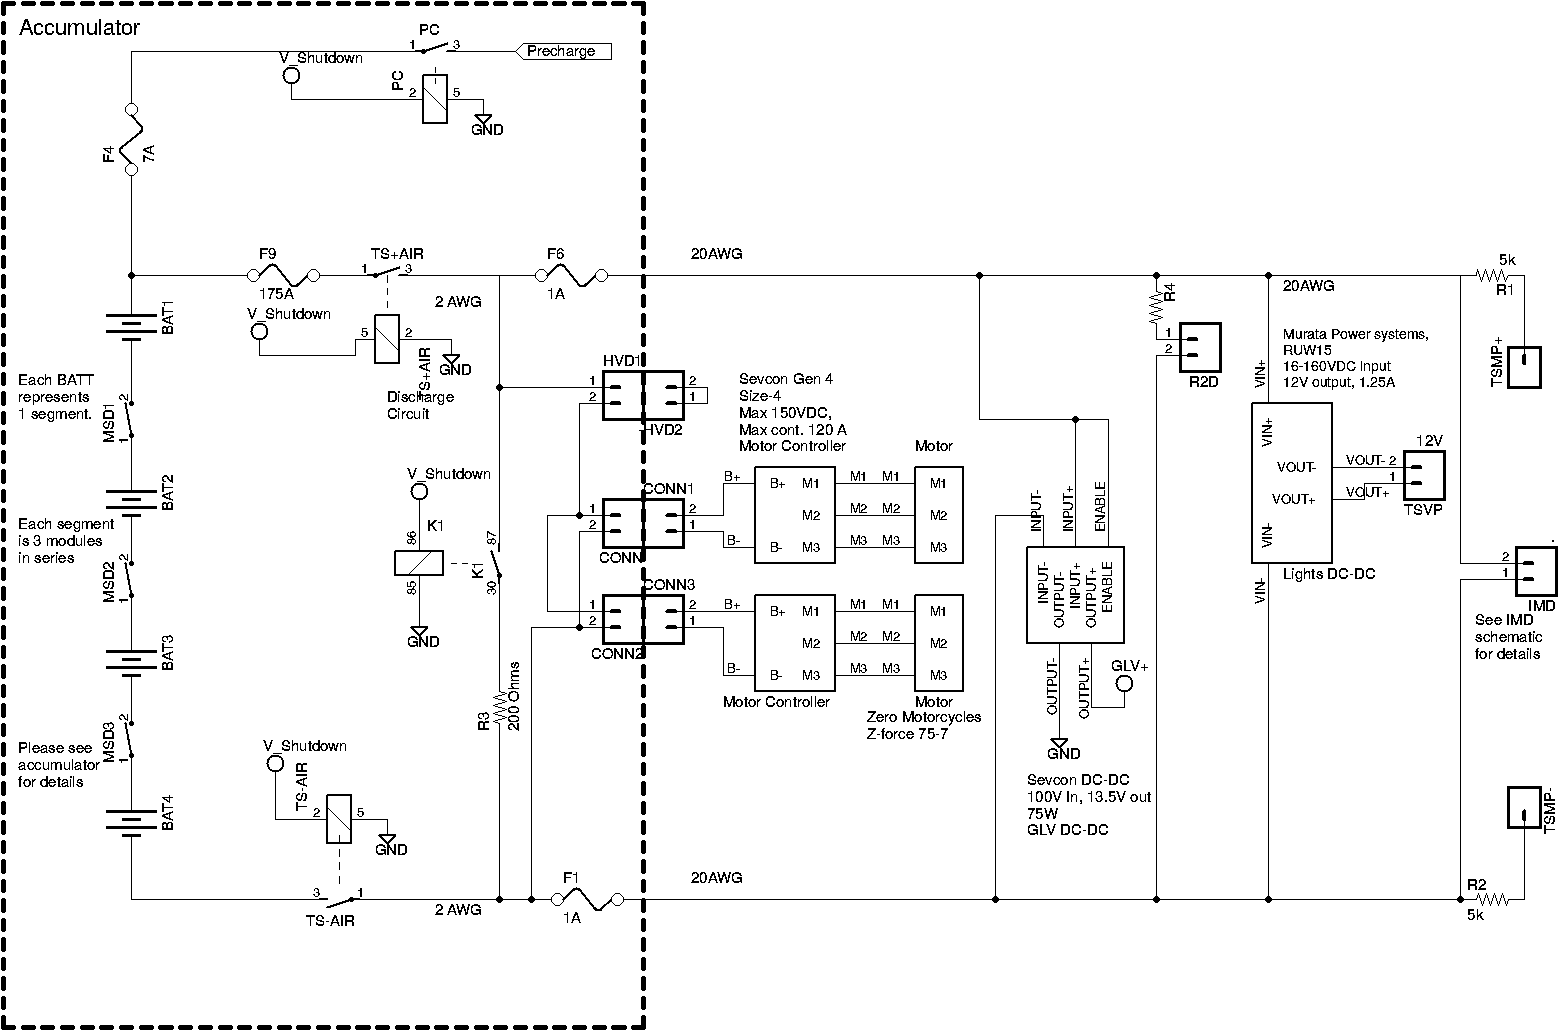 Accumulator
PC
1
3
Precharge
V_Shutdown
PC
2
5
GND
F4
7A
F9
175A
TS+AIR
1
3
F6
1A
20AWG
2 AWG
V_Shutdown
5
2
S+AIR
GND
Discharge
Circuit
BAT1
Each BATT
represents
1 segment.
MSD1
2
1
BAT2
Each segment
is 3 modules
in series
MSD2
2
1
BAT3
MSD3
2
1
Please see
accumulator
for details
BAT4
V_Shutdown
K1
86
85
GND
K1
87
30
R3
200 Ohms
V_Shutdown
TS-AIR
2
5
GND
3
1
TS-AIR
2 AWG
F1
1A
20AWG
HVD1
1
2
2
1
HVD2
CONN1
1
2
2
1
CONN
CONN3
1
2
2
1
CONN2
Sevcon Gen 4
Size-4
Max 150VDC,
Max cont. 120 A
Motor Controller
Motor
B+
B+
M1
M1
M1
M1
M2
M2
M2
M2
B-
B-
M3
M3
M3
M3
B+
B+
M1
M1
M1
M1
M2
M2
M2
M2
B-
B-
M3
M3
M3
M3
Motor Controller
Motor
Zero Motorcycles
Z-force 75-7
INPUT-
INPUT+
ENABLE
INPUT-
OUTPUT-
INPUT+
OUTPUT+
ENABLE
OUTPUT-
OUTPUT+
GLV+
GND
Sevcon DC-DC
100V In, 13.5V out
75W
GLV DC-DC
R4
1
2
R2D
20AWG
Murata Power systems,
RUW15
16-160VDC Input
12V output, 1.25A
VIN+
VIN+
VOUT-
VOUT- 2
VOUT+
1
VOUT+
VIN-
VIN-
Lights DC-DC
12V
TSVP
5k
R1
TSMP+
2
1
IMD
See IMD
schematic
for details
TSMP-
R2
5k